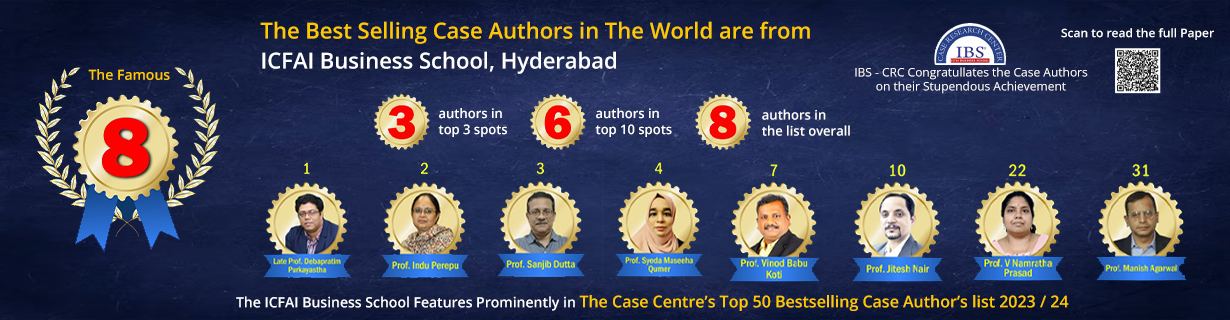 The Best Selling Case Authors in The World are from
ICFAI Business School, Hyderabad
CASE RESEARCH CENTER
IBS
IBS - CRC Congratullates the Case Authors
on their Stupendous Achievement
Scan to read the full Paper
The Famous
8
3
authors in
top 3 spots
6
authors in
top 10 spots
8
authors in
the list overall
1
Late Prof. Debapratim
Purkayastha
2
Prof. Indu Perepu
3
Prof. Sanjib Dutta
4
Prof. Syoda Maseeha
Qumer
7
Prof. Vinod Babu
Koti
10
Prof. Jitesh Nair
22
Prof. V Namratha
Prasad
31
Prof. Manish Agarwal
The ICFAI Business School Features Prominently in The Case Centre's Top 50 Bestselling Case Author's list 2023 / 24